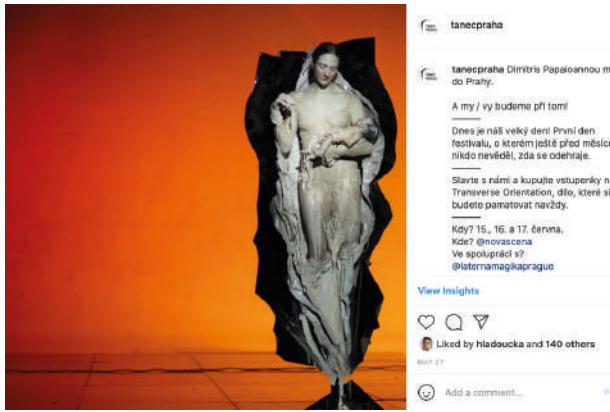 tanecpraha
tanecpraha Dimitris Papaioannou m
do Prahy.
A my / vy budeme při tom!
Dnes je náš velký den! První den
festivalu, o kterém ještě před měsíce
nikdo nevěděl, zda se odehraje.
Slavte s námi a kupujte vstupenky n
Transverse Orientation, dílo, které si
budete pamatovat navždy.
Kdy? 15., 16. a 17. června.
Kde? @novascena
Ve spolupráci s?
@laternamagikaprague
View Insights
Liked by hladoucka and 140 others
MAY 27
Add a comment...